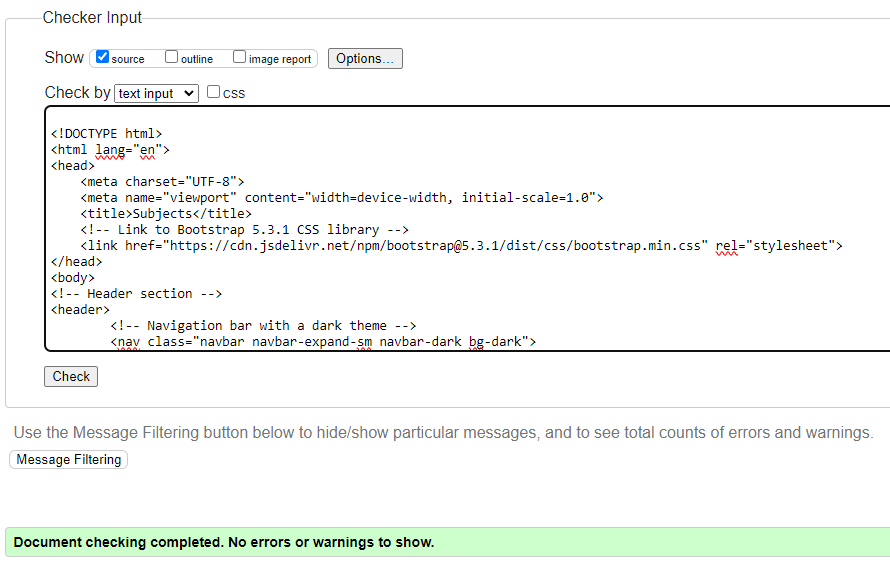 Checker Input
Show source outline image report Options...
Check by text input css
<!DOCTYPE html>
<html lang="en">
<head>
    <meta charset="UTF-8">
    <meta name="viewport" content="width=device-width, initial-scale=1.0">
    <title>Subjects</title>
    <!-- Link to Bootstrap 5.3.1 CSS library -->
    <link href="https://cdn.jsdelivr.net/npm/bootstrap@5.3.1/dist/css/bootstrap.min.css" rel="stylesheet">
</head>
<body>
<!-- Header section -->
<header>
        <!-- Navigation bar with a dark theme -->
        <nav class="navbar navbar-expand-sm navbar-dark bg-dark">
Check
Use the Message Filtering button below to hide/show particular messages, and to see total counts of errors and warnings.
Message Filtering
Document checking completed. No errors or warnings to show.